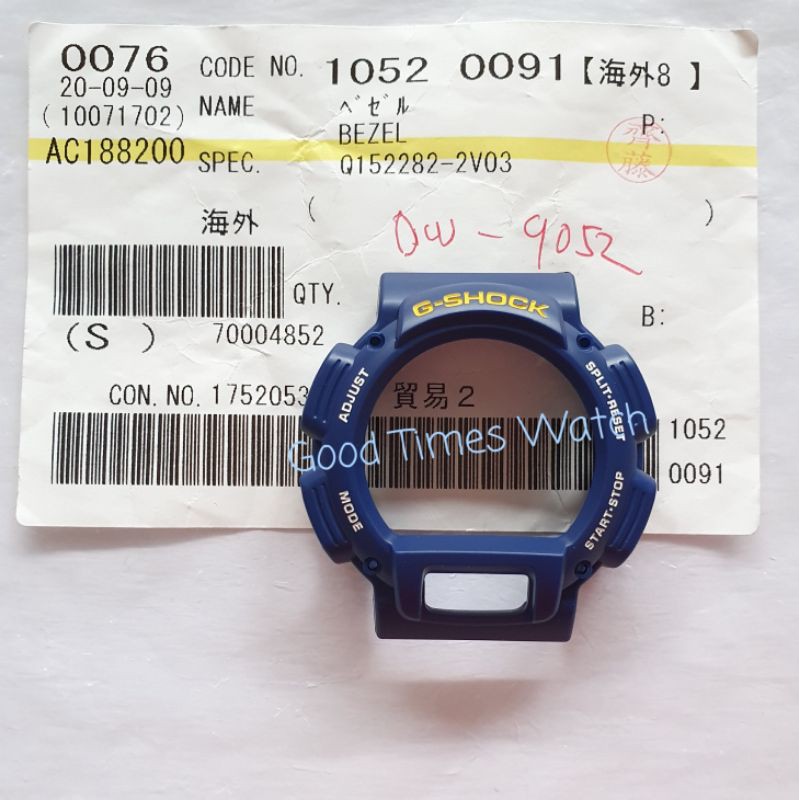 0076 CODE NO. 1052 0091【海外8 】
20-09-09
(10071702) NAME ベゼル P:
BEZEL
AC188200 SPEC. Q152282-2V03
齊藤
海外 ( )
DW-9052
QTY. B:
(S ) 70004852
CON.NO.1752053 貿易2
1052
0091
G-SHOCK
ADJUST
SPLIT·RESET
MODE
START·STOP
Good Times Watch